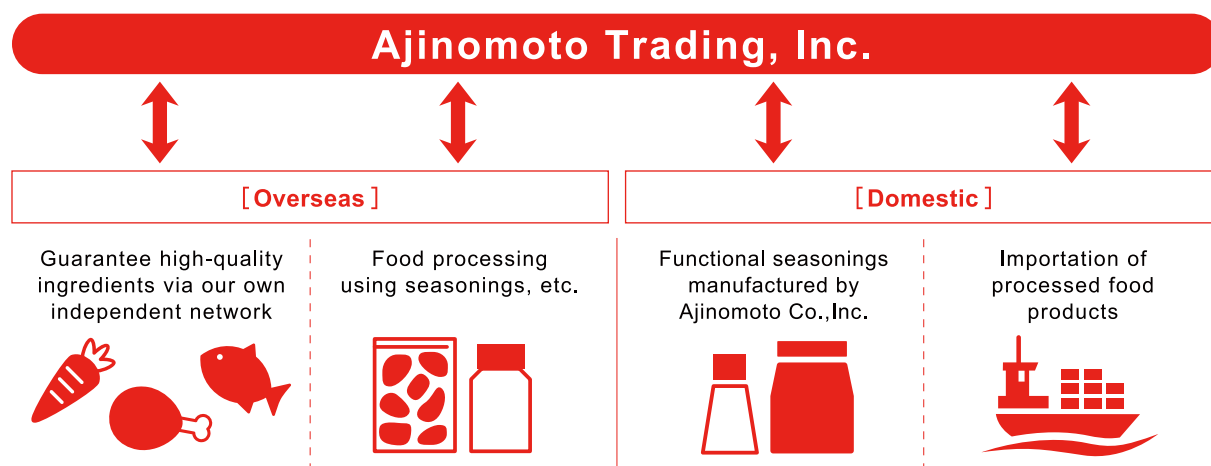 Ajinomoto Trading, Inc.
[Overseas]
[Domestic]
Guarantee high-quality
ingredients via our own
independent network
Food processing
using seasonings, etc.
Functional seasonings
manufactured by
Ajinomoto Co.,Inc.
Importation of
processed food
products